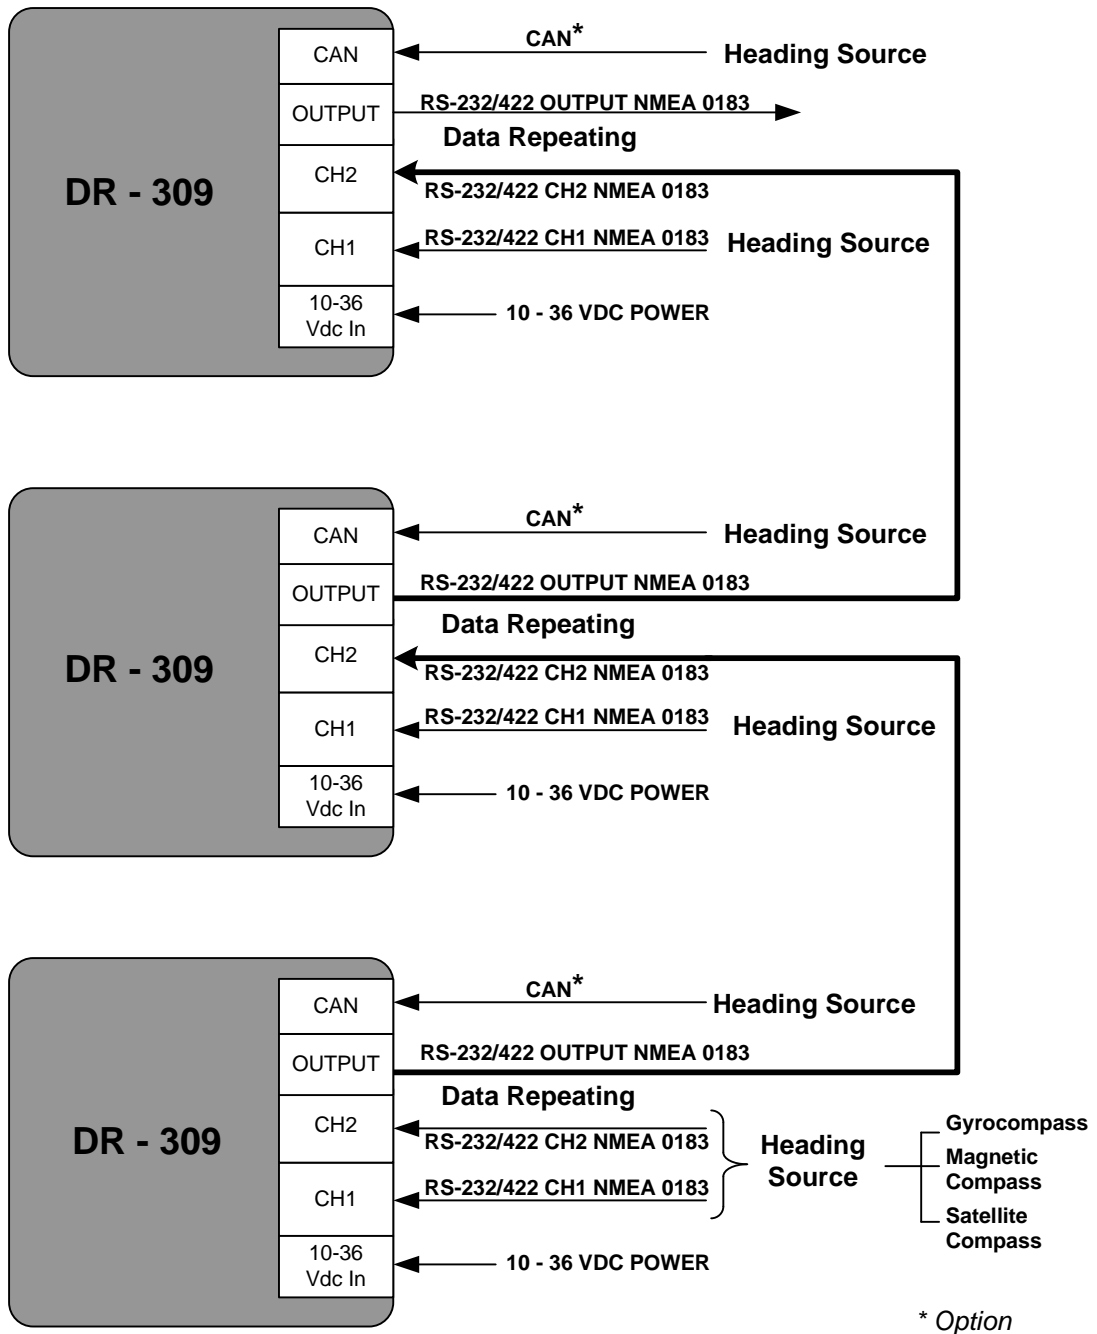 CAN
CAN*
Heading Source
OUTPUT
RS-232/422 OUTPUT NMEA 0183
Data Repeating
DR - 309
CH2
RS-232/422 CH2 NMEA 0183
CH1
RS-232/422 CH1 NMEA 0183
Heading Source
10-36
Vdc In
10 - 36 VDC POWER
CAN
CAN*
Heading Source
OUTPUT
RS-232/422 OUTPUT NMEA 0183
Data Repeating
DR - 309
CH2
RS-232/422 CH2 NMEA 0183
CH1
RS-232/422 CH1 NMEA 0183
Heading Source
10-36
Vdc In
10 - 36 VDC POWER
CAN
CAN*
Heading Source
OUTPUT
RS-232/422 OUTPUT NMEA 0183
Data Repeating
DR - 309
CH2
RS-232/422 CH2 NMEA 0183
CH1
RS-232/422 CH1 NMEA 0183
Heading
Source
Gyrocompass
Magnetic
Compass
Satellite
Compass
10-36
Vdc In
10 - 36 VDC POWER
* Option